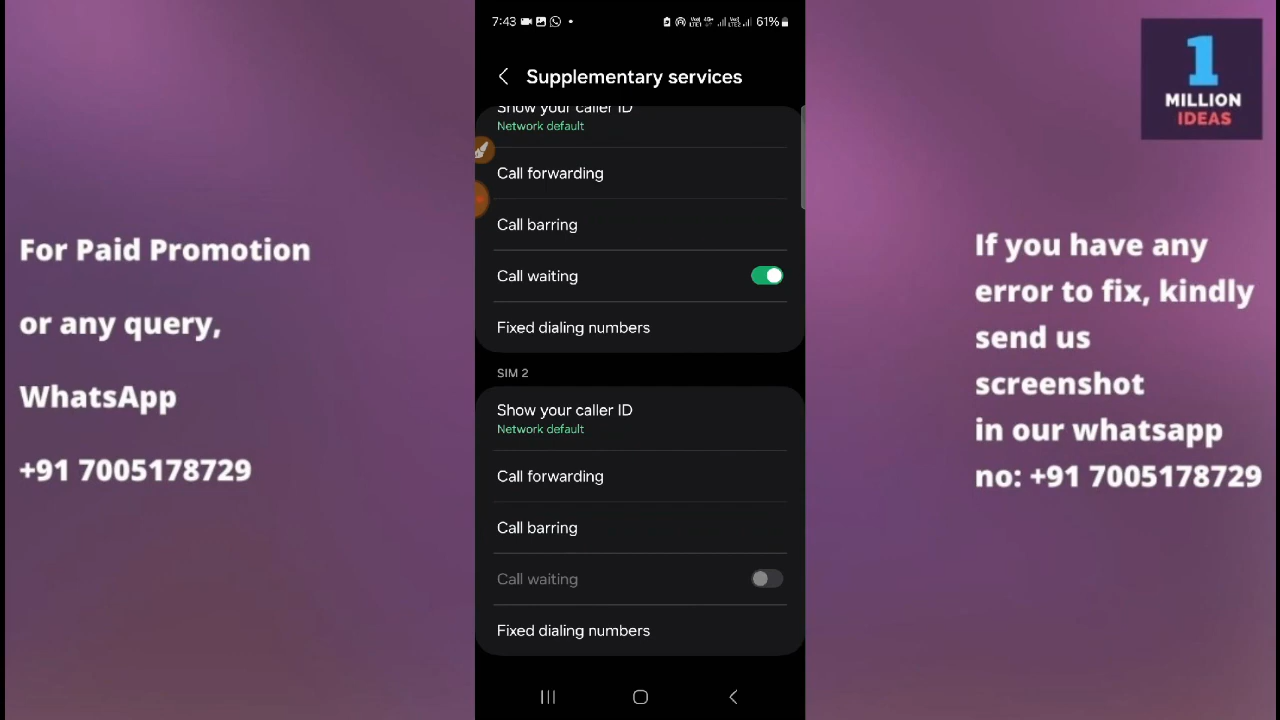 For Paid Promotion
or any query,
WhatsApp
+91 7005178729
7:43
61%
Supplementary services
Show your caller ID
Network default
Call forwarding
Call barring
Call waiting
Fixed dialing numbers
SIM 2
Show your caller ID
Network default
Call forwarding
Call barring
Call waiting
Fixed dialing numbers
1
MILLION
IDEAS
If you have any
error to fix, kindly
send us
screenshot
in our whatsapp
no: +91 7005178729